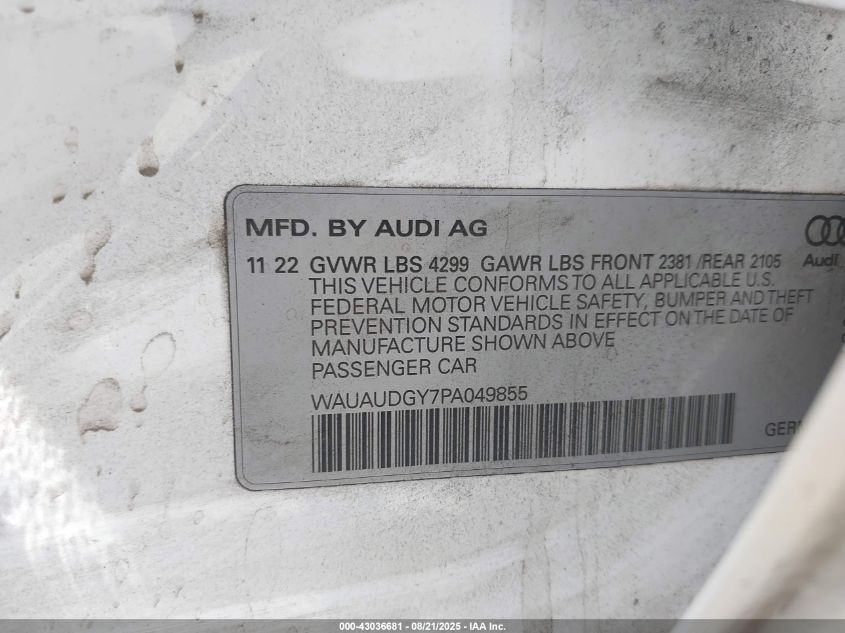 MFD. BY AUDI AG
Audi
11 22 GVWR LBS 4299 GAWR LBS FRONT 2381 /REAR 2105
THIS VEHICLE CONFORMS TO ALL APPLICABLE U.S.
FEDERAL MOTOR VEHICLE SAFETY, BUMPER AND THEFT
PREVENTION STANDARDS IN EFFECT ON THE DATE OF
MANUFACTURE SHOWN ABOVE
PASSENGER CAR
WAUAUDGY7PA049855
000-43036681 - 08/21/2025 - IAA Inc.